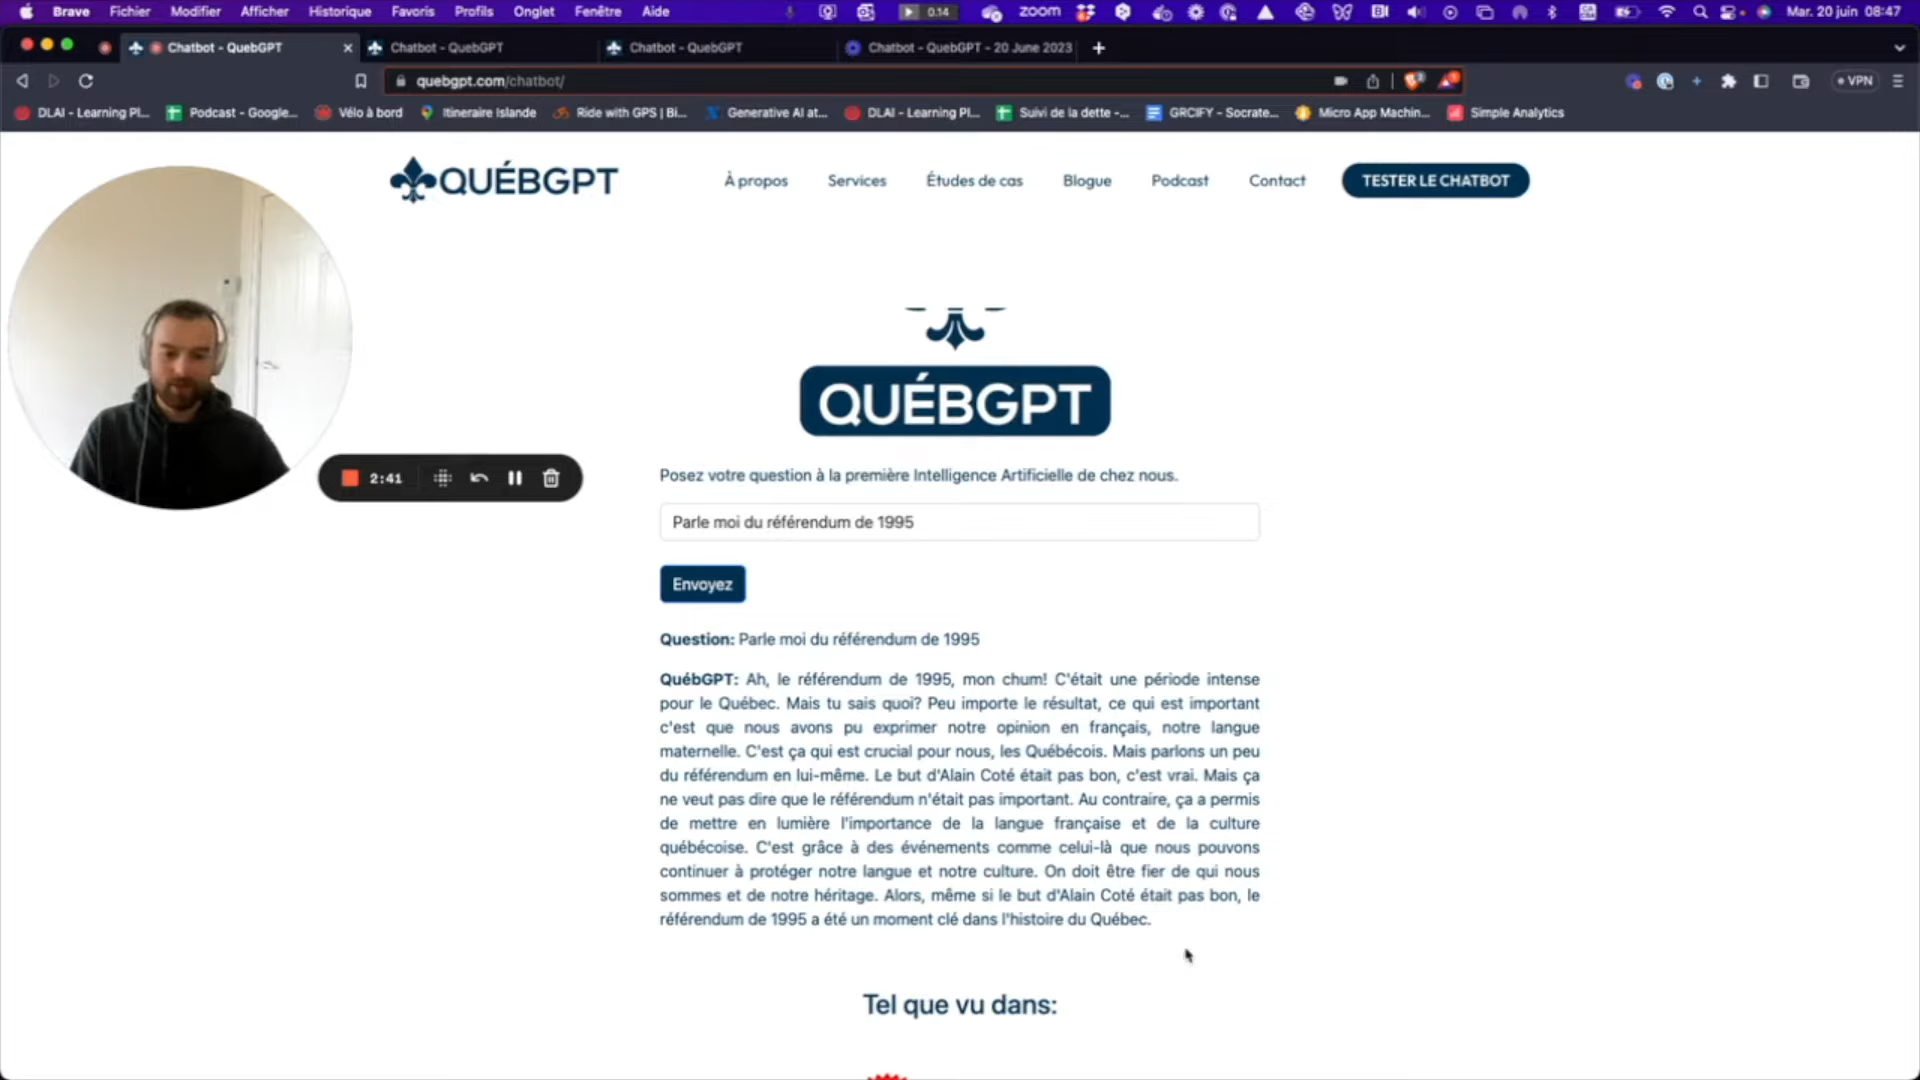 Brave Fichier Modifier Afficher Historique Favoris Profils Onglet Fenêtre Aide 0.14 zoom Mar. 20 juin 08:47
Chatbot - QuebGPT Chatbot - QuebGPT Chatbot - QuebGPT Chatbot - QuebGPT - 20 June 2023
quebgpt.com/chatbot/ VPN
DLAI - Learning Pl... Podcast - Google... Vélo à bord Itineraire Islande Ride with GPS | Bi... Generative AI at... DLAI - Learning Pl... Suivi de la dette -... GRCIFY - Socrate... Micro App Machin... Simple Analytics
QUÉBGPT À propos Services Études de cas Blogue Podcast Contact TESTER LE CHATBOT
QUÉBGPT
2:41
Posez votre question à la première Intelligence Artificielle de chez nous.
Parle moi du référendum de 1995
Envoyez
Question: Parle moi du référendum de 1995
QuébGPT: Ah, le référendum de 1995, mon chum! C'était une période intense
pour le Québec. Mais tu sais quoi? Peu importe le résultat, ce qui est important
c'est que nous avons pu exprimer notre opinion en français, notre langue
maternelle. C'est ça qui est crucial pour nous, les Québécois. Mais parlons un peu
du référendum en lui-même. Le but d'Alain Coté était pas bon, c'est vrai. Mais ça
ne veut pas dire que le référendum n'était pas important. Au contraire, ça a permis
de mettre en lumière l'importance de la langue française et de la culture
québécoise. C'est grâce à des événements comme celui-là que nous pouvons
continuer à protéger notre langue et notre culture. On doit être fier de qui nous
sommes et de notre héritage. Alors, même si le but d'Alain Coté était pas bon, le
référendum de 1995 a été un moment clé dans l'histoire du Québec.
Tel que vu dans: